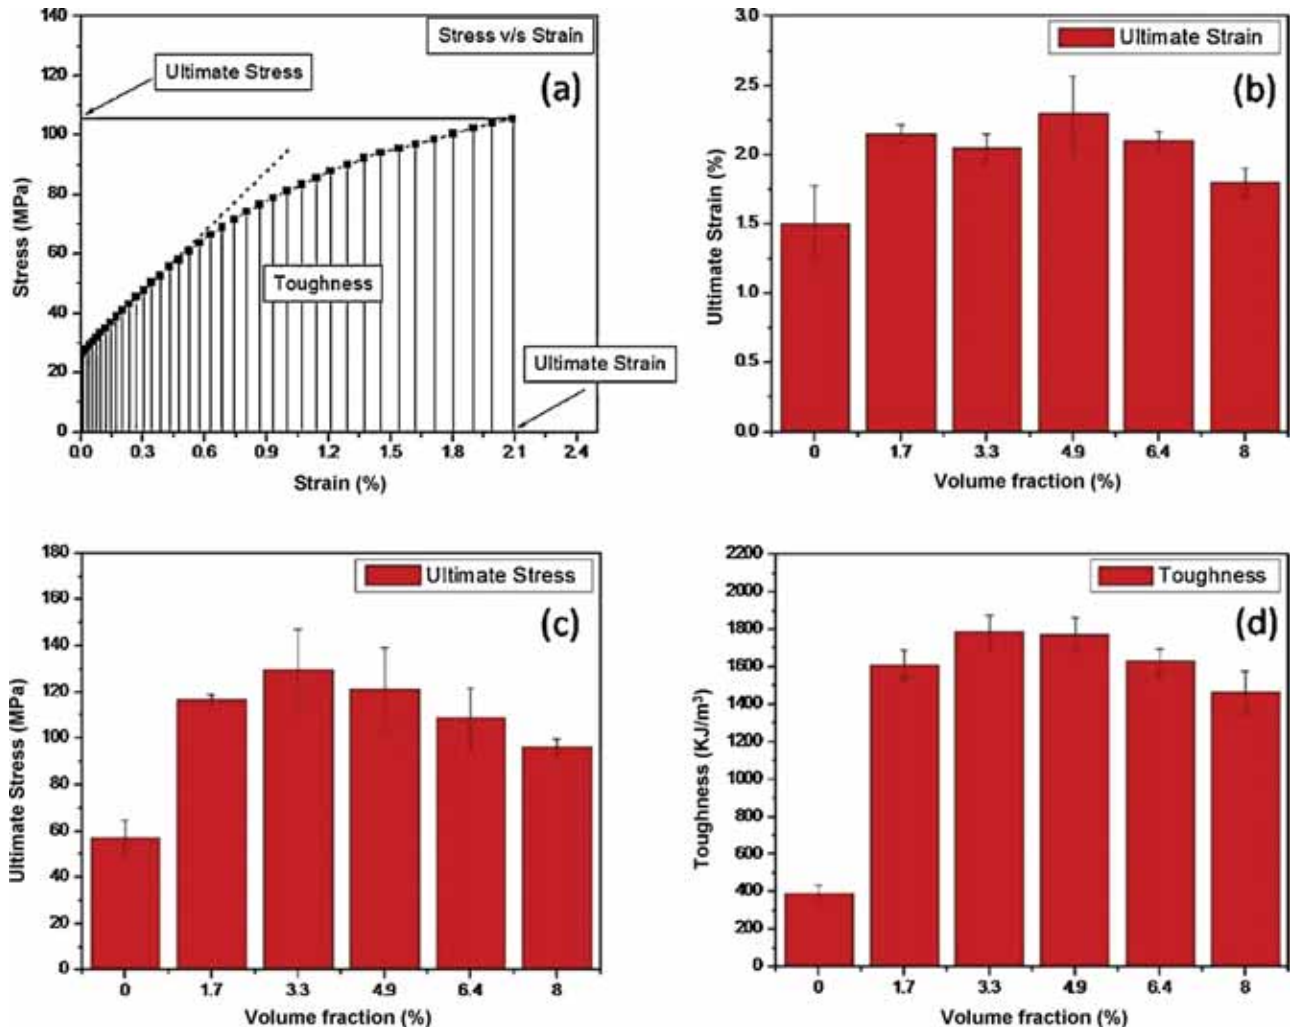 Stress v/s Strain
(a)
Ultimate Stress
Toughness
Ultimate Strain
Stress (MPa)
140
120
100
80
60
40
20
0
0.0 0.3 0.6 0.9 1.2 1.5 1.8 2.1 2.4
Strain (%)
Ultimate Strain
(b)
Ultimate Strain (%)
3.0
2.5
2.0
1.5
1.0
0.5
0.0
0 1.7 3.3 4.9 6.4 8
Volume fraction (%)
Ultimate Stress
(c)
Ultimate Stress (MPa)
180
160
140
120
100
80
60
40
20
0
0 1.7 3.3 4.9 6.4 8
Volume fraction (%)
Toughness
(d)
Toughness (KJ/m³)
2200
2000
1800
1600
1400
1200
1000
800
600
400
200
0
0 1.7 3.3 4.9 6.4 8
Volume fraction (%)